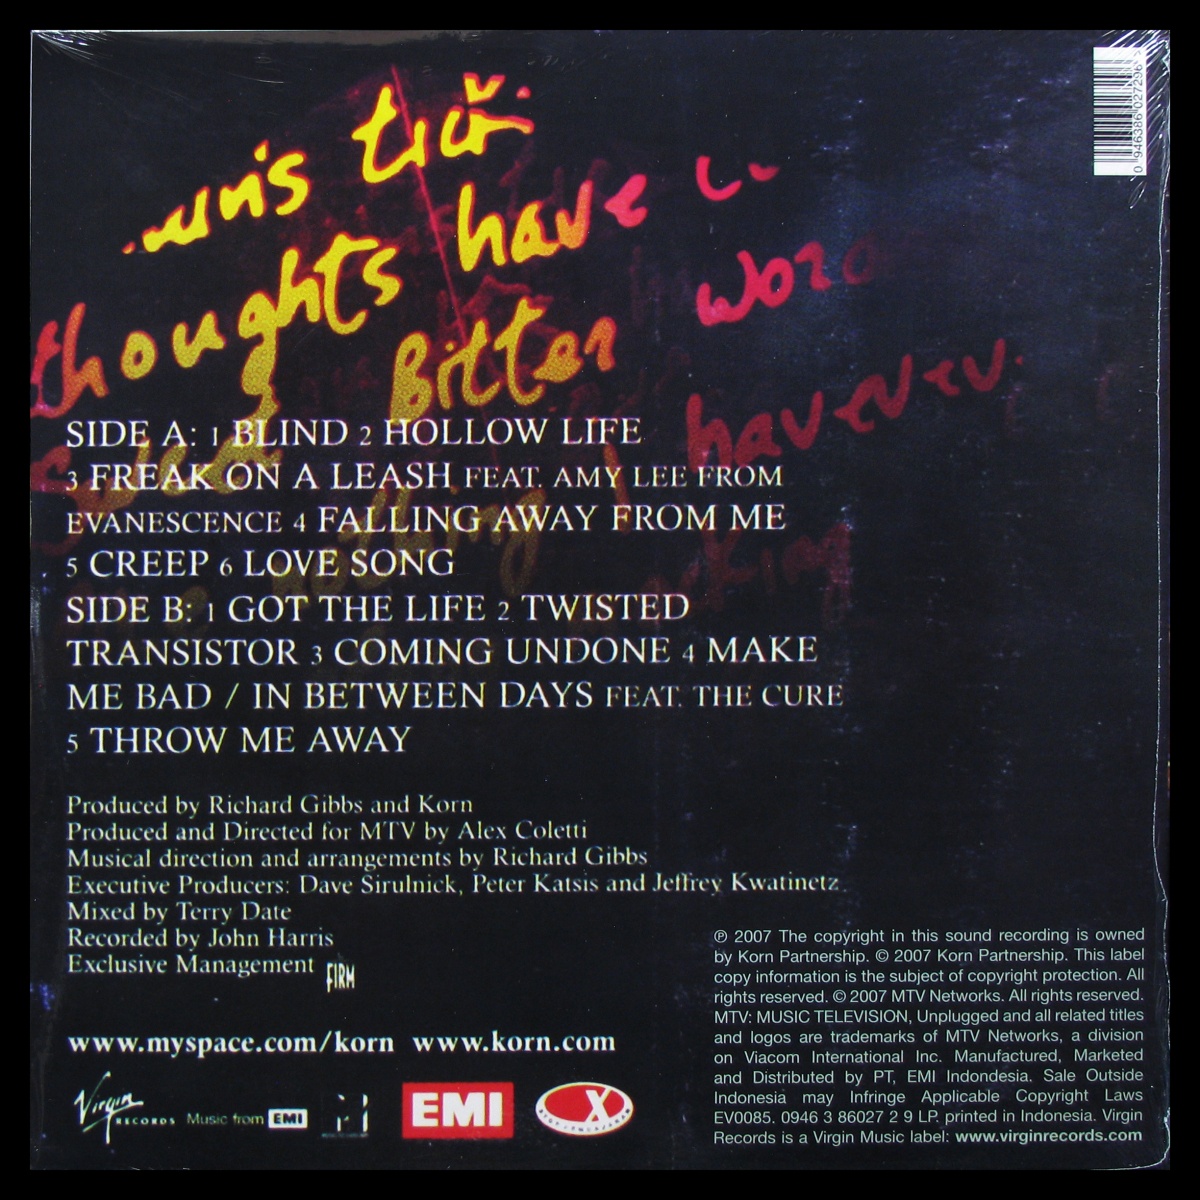 0 946386 027296 >
thoughts have
Bitter
SIDE A: 1 BLIND 2 HOLLOW LIFE
3 FREAK ON A LEASH FEAT. AMY LEE FROM
EVANESCENCE 4 FALLING AWAY FROM ME
5 CREEP 6 LOVE SONG
SIDE B: 1 GOT THE LIFE 2 TWISTED
TRANSISTOR 3 COMING UNDONE 4 MAKE
ME BAD / IN BETWEEN DAYS FEAT. THE CURE
5 THROW ME AWAY
Produced by Richard Gibbs and Korn
Produced and Directed for MTV by Alex Coletti
Musical direction and arrangements by Richard Gibbs
Executive Producers: Dave Sirulnick, Peter Katsis and Jeffrey Kwatinetz
Mixed by Terry Date
Recorded by John Harris
Exclusive Management FIRM
www.myspace.com/korn www.korn.com
Virgin RECORDS Music from EMI
EMI
X
℗ 2007 The copyright in this sound recording is owned
by Korn Partnership. © 2007 Korn Partnership. This label
copy information is the subject of copyright protection. All
rights reserved. © 2007 MTV Networks. All rights reserved.
MTV: MUSIC TELEVISION, Unplugged and all related titles
and logos are trademarks of MTV Networks, a division
on Viacom International Inc. Manufactured, Marketed
and Distributed by PT, EMI Indondesia. Sale Outside
Indonesia may Infringe Applicable Copyright Laws
EV0085. 0946 3 86027 2 9 LP. printed in Indonesia. Virgin
Records is a Virgin Music label: www.virginrecords.com